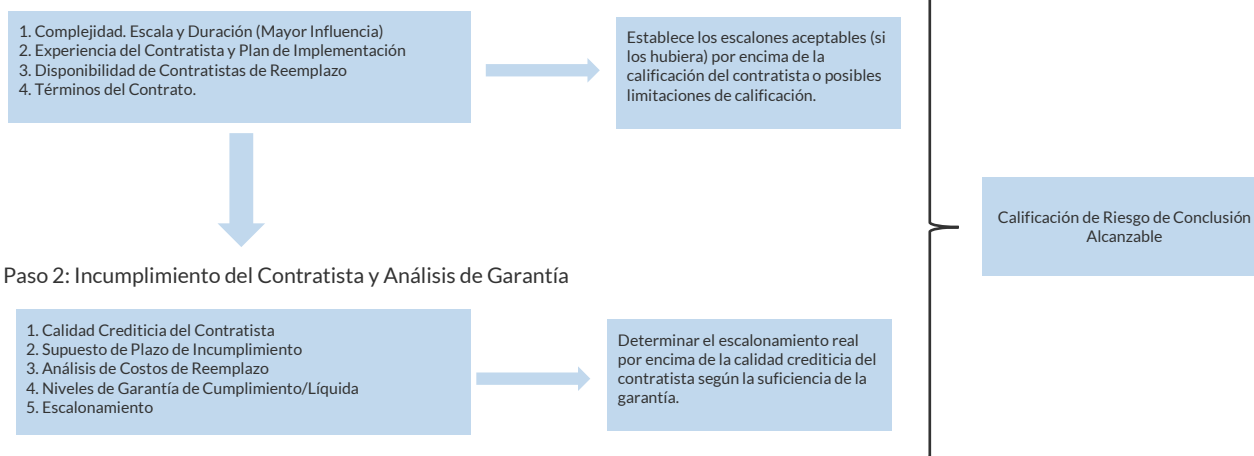 1. Complejidad. Escala y Duración (Mayor Influencia)
2. Experiencia del Contratista y Plan de Implementación
3. Disponibilidad de Contratistas de Reemplazo
4. Términos del Contrato.
Establece los escalones aceptables (si
los hubiera) por encima de la
calificación del contratista o posibles
limitaciones de calificación.
Calificación de Riesgo de Conclusión
Alcanzable
Paso 2: Incumplimiento del Contratista y Análisis de Garantía
1. Calidad Crediticia del Contratista
2. Supuesto de Plazo de Incumplimiento
3. Análisis de Costos de Reemplazo
4. Niveles de Garantía de Cumplimiento/Líquida
5. Escalonamiento
Determinar el escalonamiento real
por encima de la calidad crediticia del
contratista según la suficiencia de la
garantía.